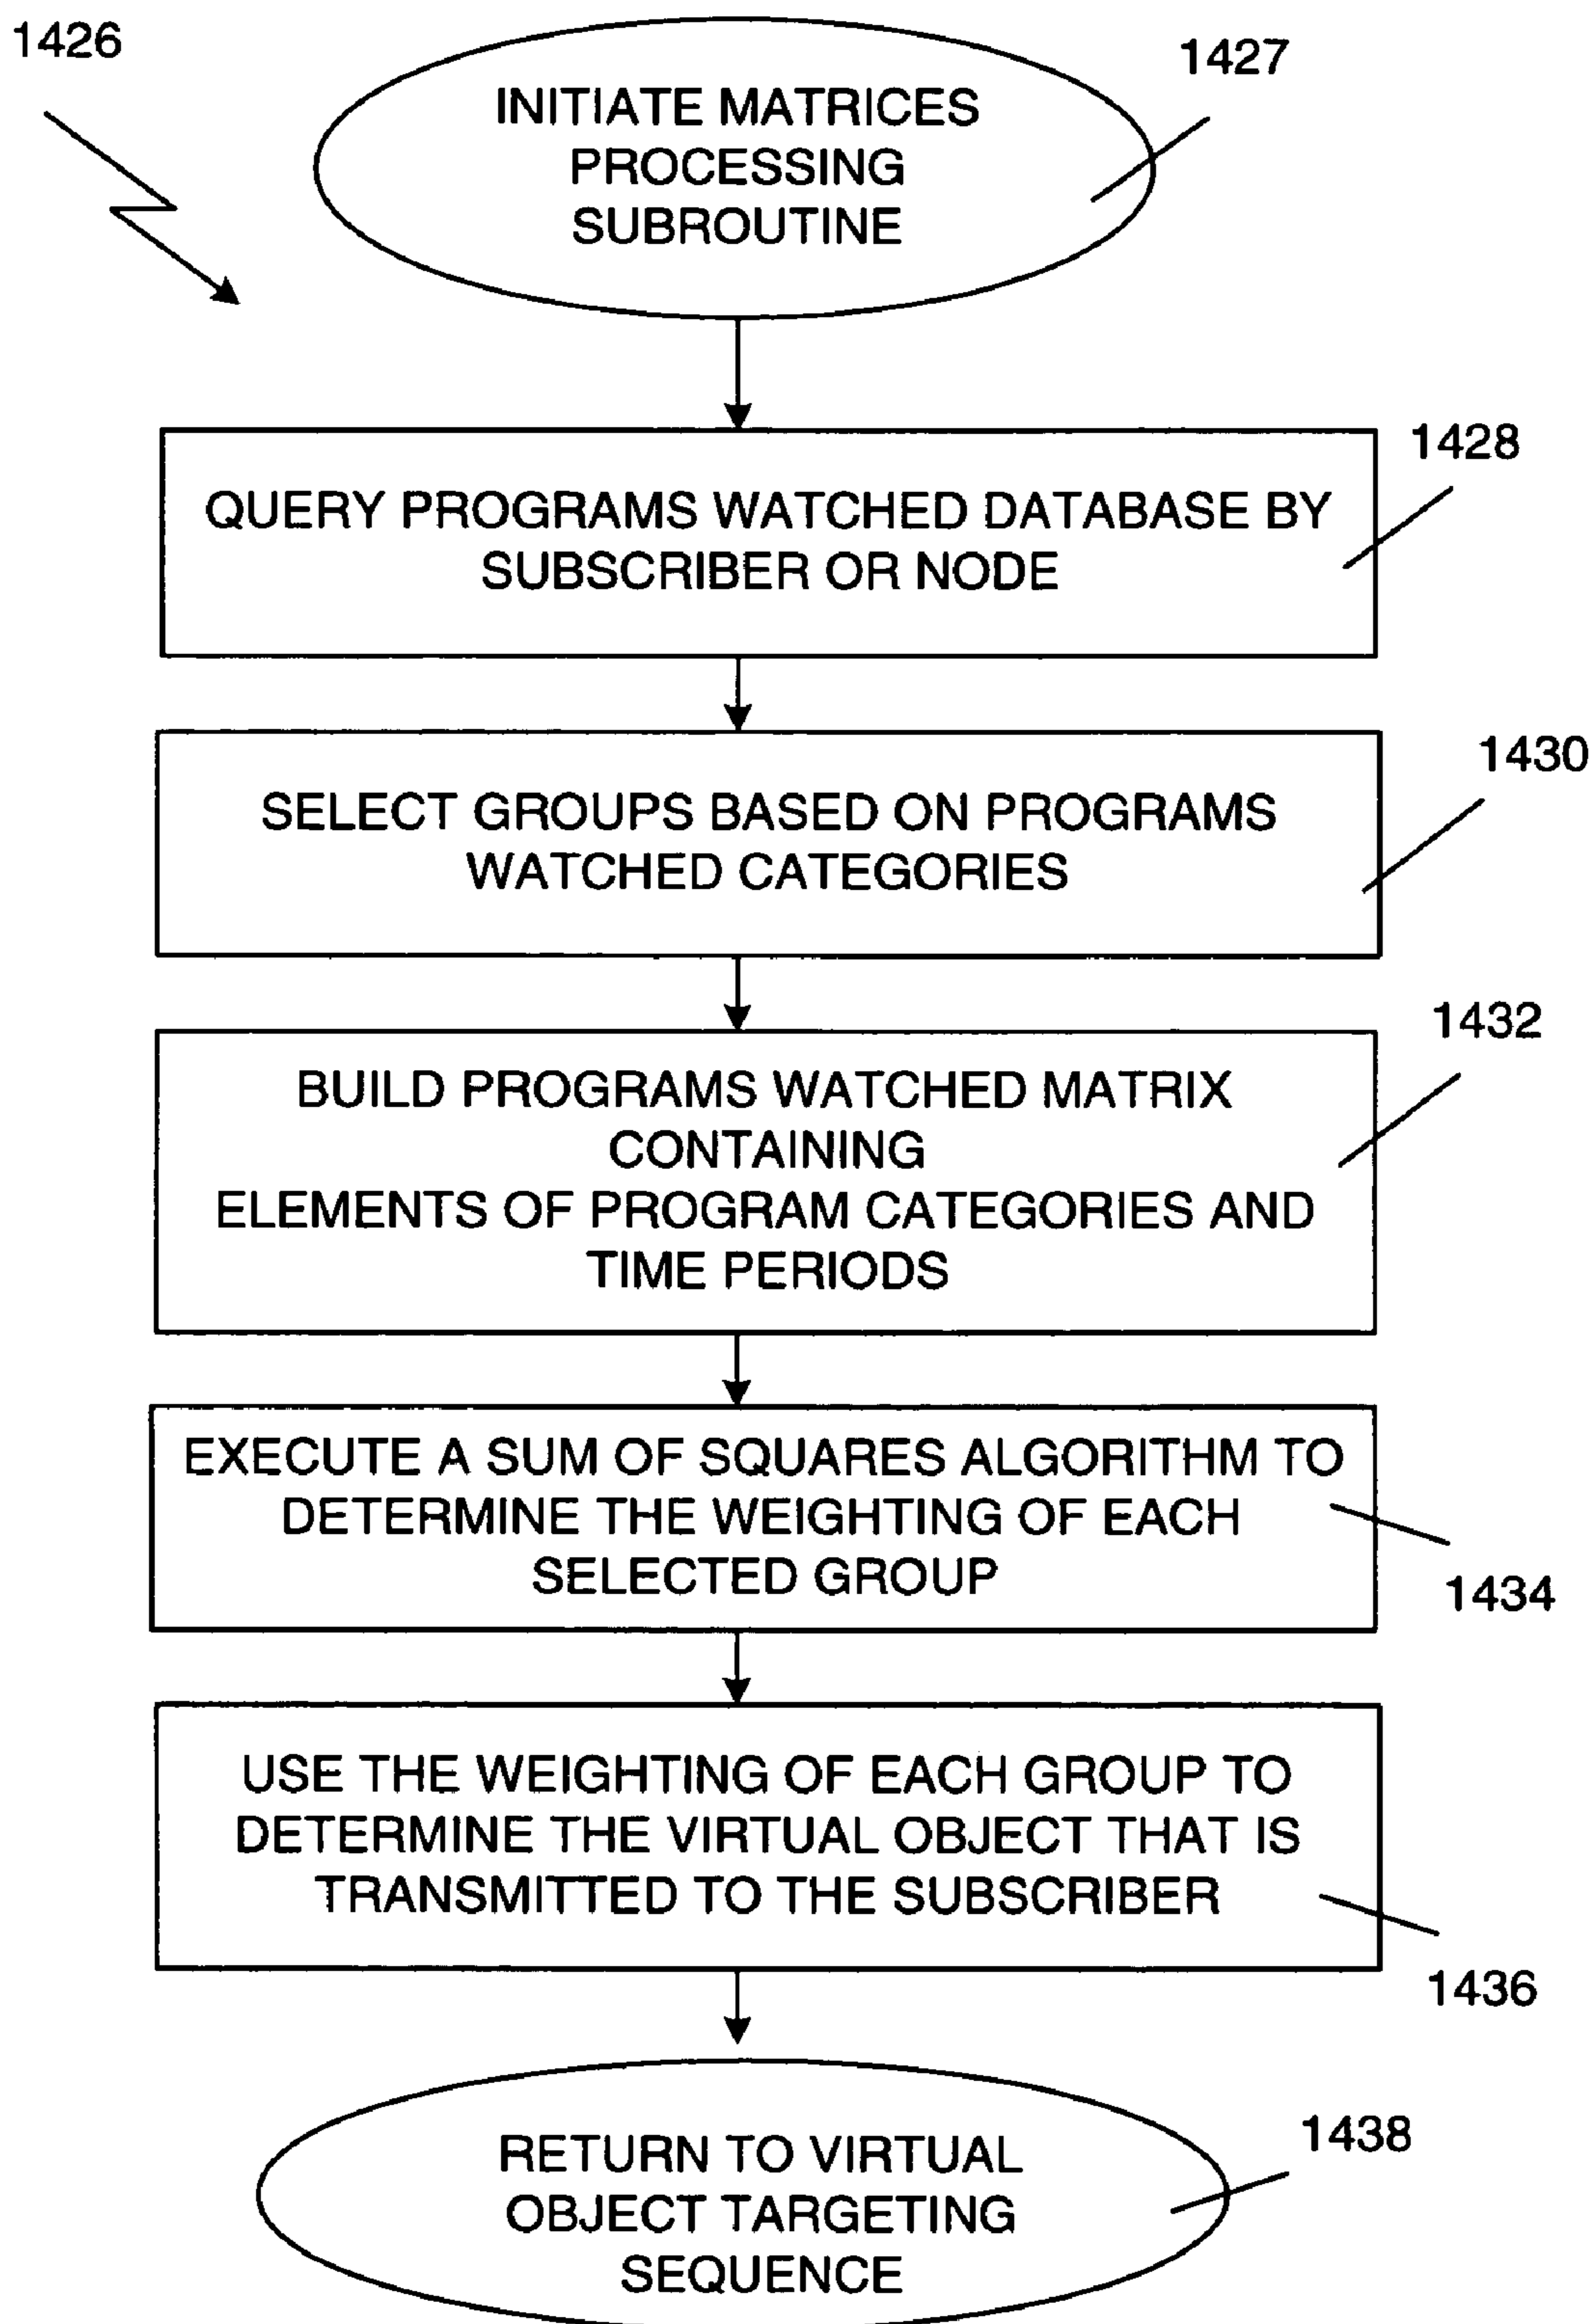 1426
1427
INITIATE MATRICES
PROCESSING
SUBROUTINE
1428
QUERY PROGRAMS WATCHED DATABASE BY
SUBSCRIBER OR NODE
1430
SELECT GROUPS BASED ON PROGRAMS
WATCHED CATEGORIES
1432
BUILD PROGRAMS WATCHED MATRIX
CONTAINING
ELEMENTS OF PROGRAM CATEGORIES AND
TIME PERIODS
EXECUTE A SUM OF SQUARES ALGORITHM TO
DETERMINE THE WEIGHTING OF EACH
SELECTED GROUP
1434
USE THE WEIGHTING OF EACH GROUP TO
DETERMINE THE VIRTUAL OBJECT THAT IS
TRANSMITTED TO THE SUBSCRIBER
1436
1438
RETURN TO VIRTUAL
OBJECT TARGETING
SEQUENCE